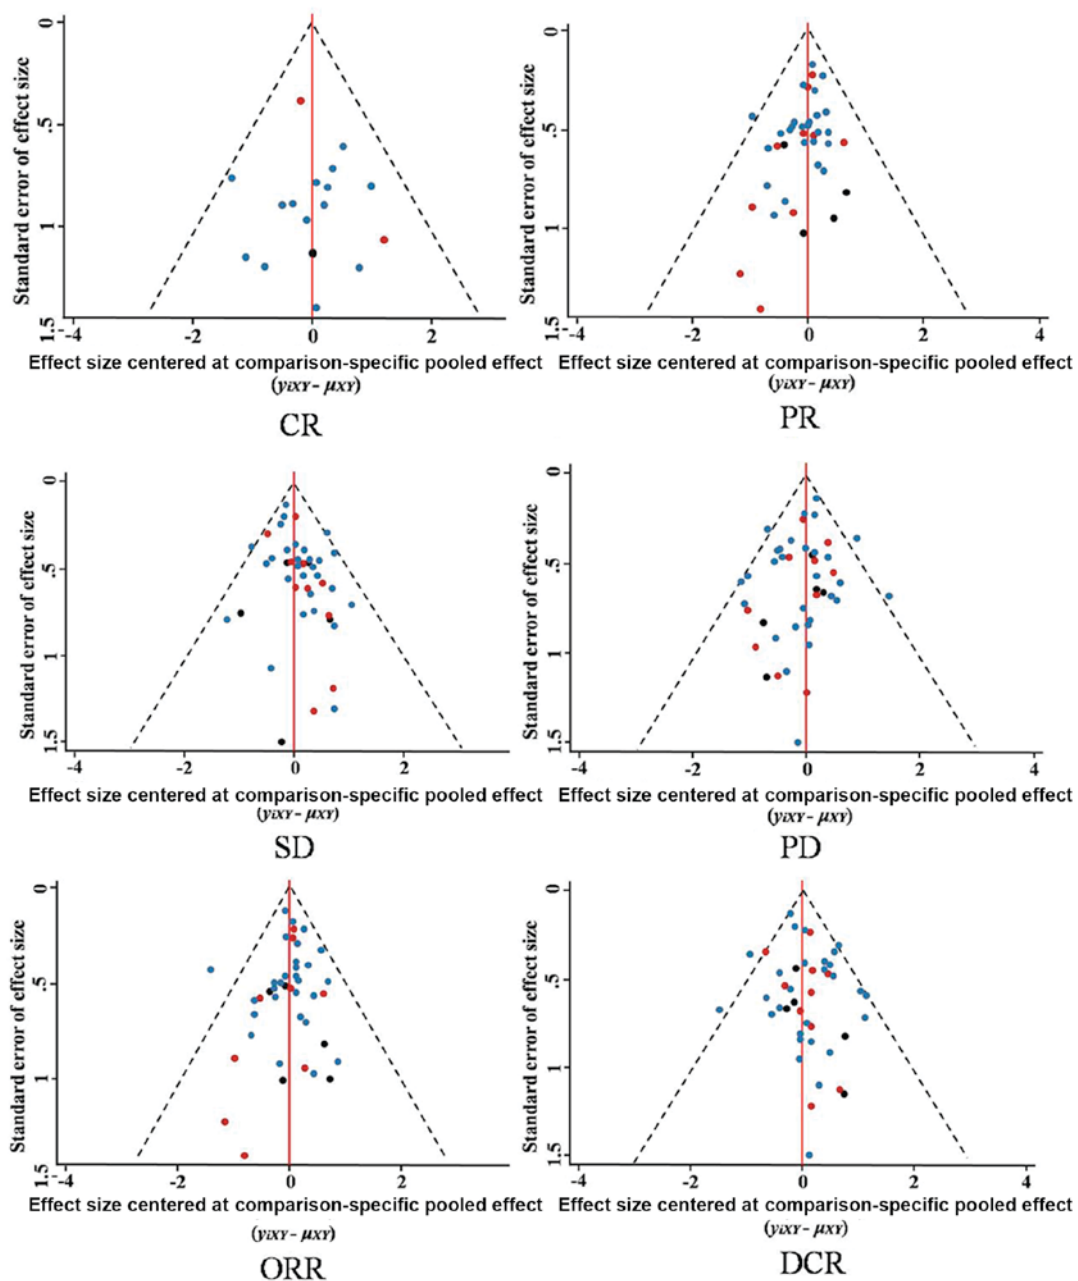 Standard error of effect size
0
.5
1
1.5
-4
-2
0
2
Effect size centered at comparison-specific pooled effect
(yiXY - μXY)
CR
Standard error of effect size
0
.5
1
1.5
-4
-2
0
2
4
Effect size centered at comparison-specific pooled effect
(yiXY - μXY)
PR
Standard error of effect size
0
.5
1
1.5
-4
-2
0
2
Effect size centered at comparison-specific pooled effect
(yiXY - μXY)
SD
Standard error of effect size
0
.5
1
1.5
-4
-2
0
2
4
Effect size centered at comparison-specific pooled effect
(yiXY - μXY)
PD
Standard error of effect size
0
.5
1
1.5
-4
-2
0
2
Effect size centered at comparison-specific pooled effect
(yiXY - μXY)
ORR
Standard error of effect size
0
.5
1
1.5
-4
-2
0
2
4
Effect size centered at comparison-specific pooled effect
(yiXY - μXY)
DCR